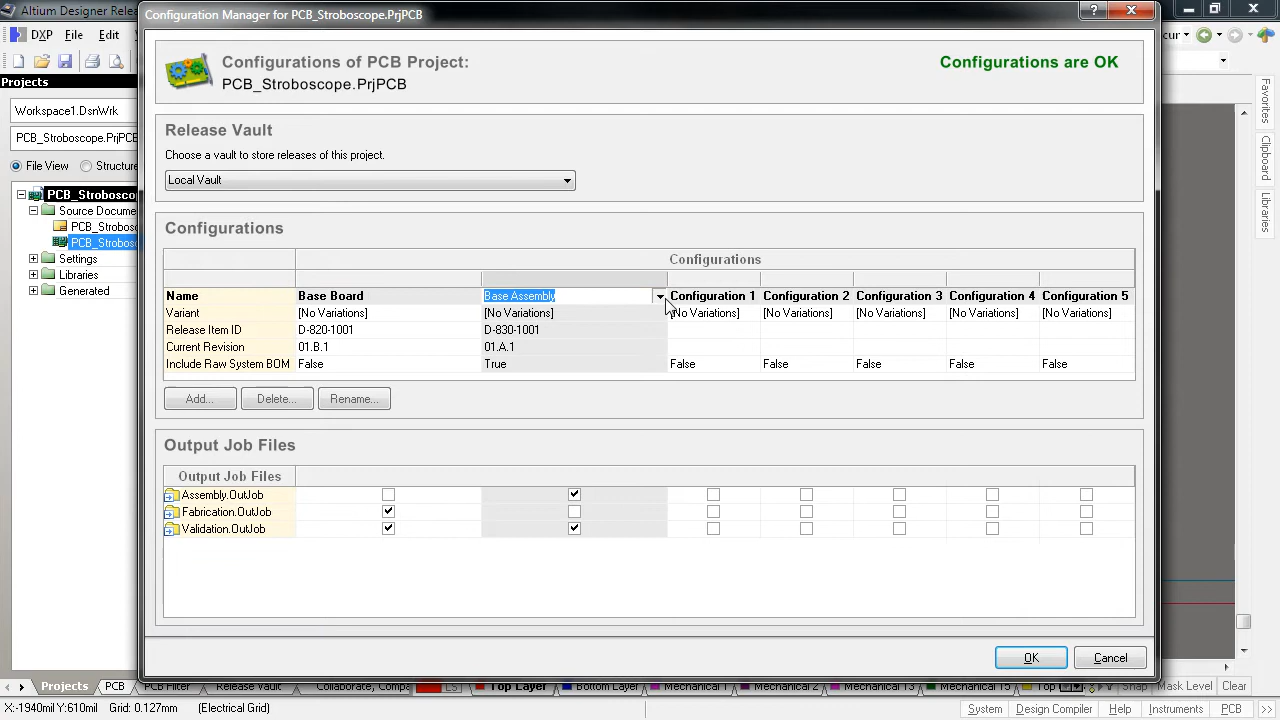 Altium Designer Relea
Configuration Manager for PCB_Stroboscope.PrjPCB
DXP File Edit
Projects
Workspace1.DsnWrk
PCB_Stroboscope.PrjPCB
File View Structure
PCB_Strobosco
Source Docume
PCB_Strobosc
PCB_Strobosc
Settings
Libraries
Generated
Configurations of PCB Project:
PCB_Stroboscope.PrjPCB
Configurations are OK
Release Vault
Choose a vault to store releases of this project.
Local Vault
Configurations
Configurations
Name Base Board Base Assembly Configuration 1 Configuration 2 Configuration 3 Configuration 4 Configuration 5
Variant [No Variations] [No Variations] [No Variations] [No Variations] [No Variations] [No Variations] [No Variations]
Release Item ID D-820-1001 D-830-1001
Current Revision 01.B.1 01.A.1
Include Raw System BOM False True False False False False False
Add... Delete... Rename...
Output Job Files
Output Job Files
Assembly.OutJob
Fabrication.OutJob
Validation.OutJob
OK Cancel
Favorites
Clipboard
Libraries
Projects PCB PCB Filter Release Vault Collaborate, Compa LS Top Layer Bottom Layer Mechanical 1 Mechanical 2 Mechanical 13 Mechanical 15 Top Snap Mask Level Clear
X:-1940mil Y:610mil Grid: 0.127mm (Electrical Grid) System Design Compiler Help Instruments PCB >>